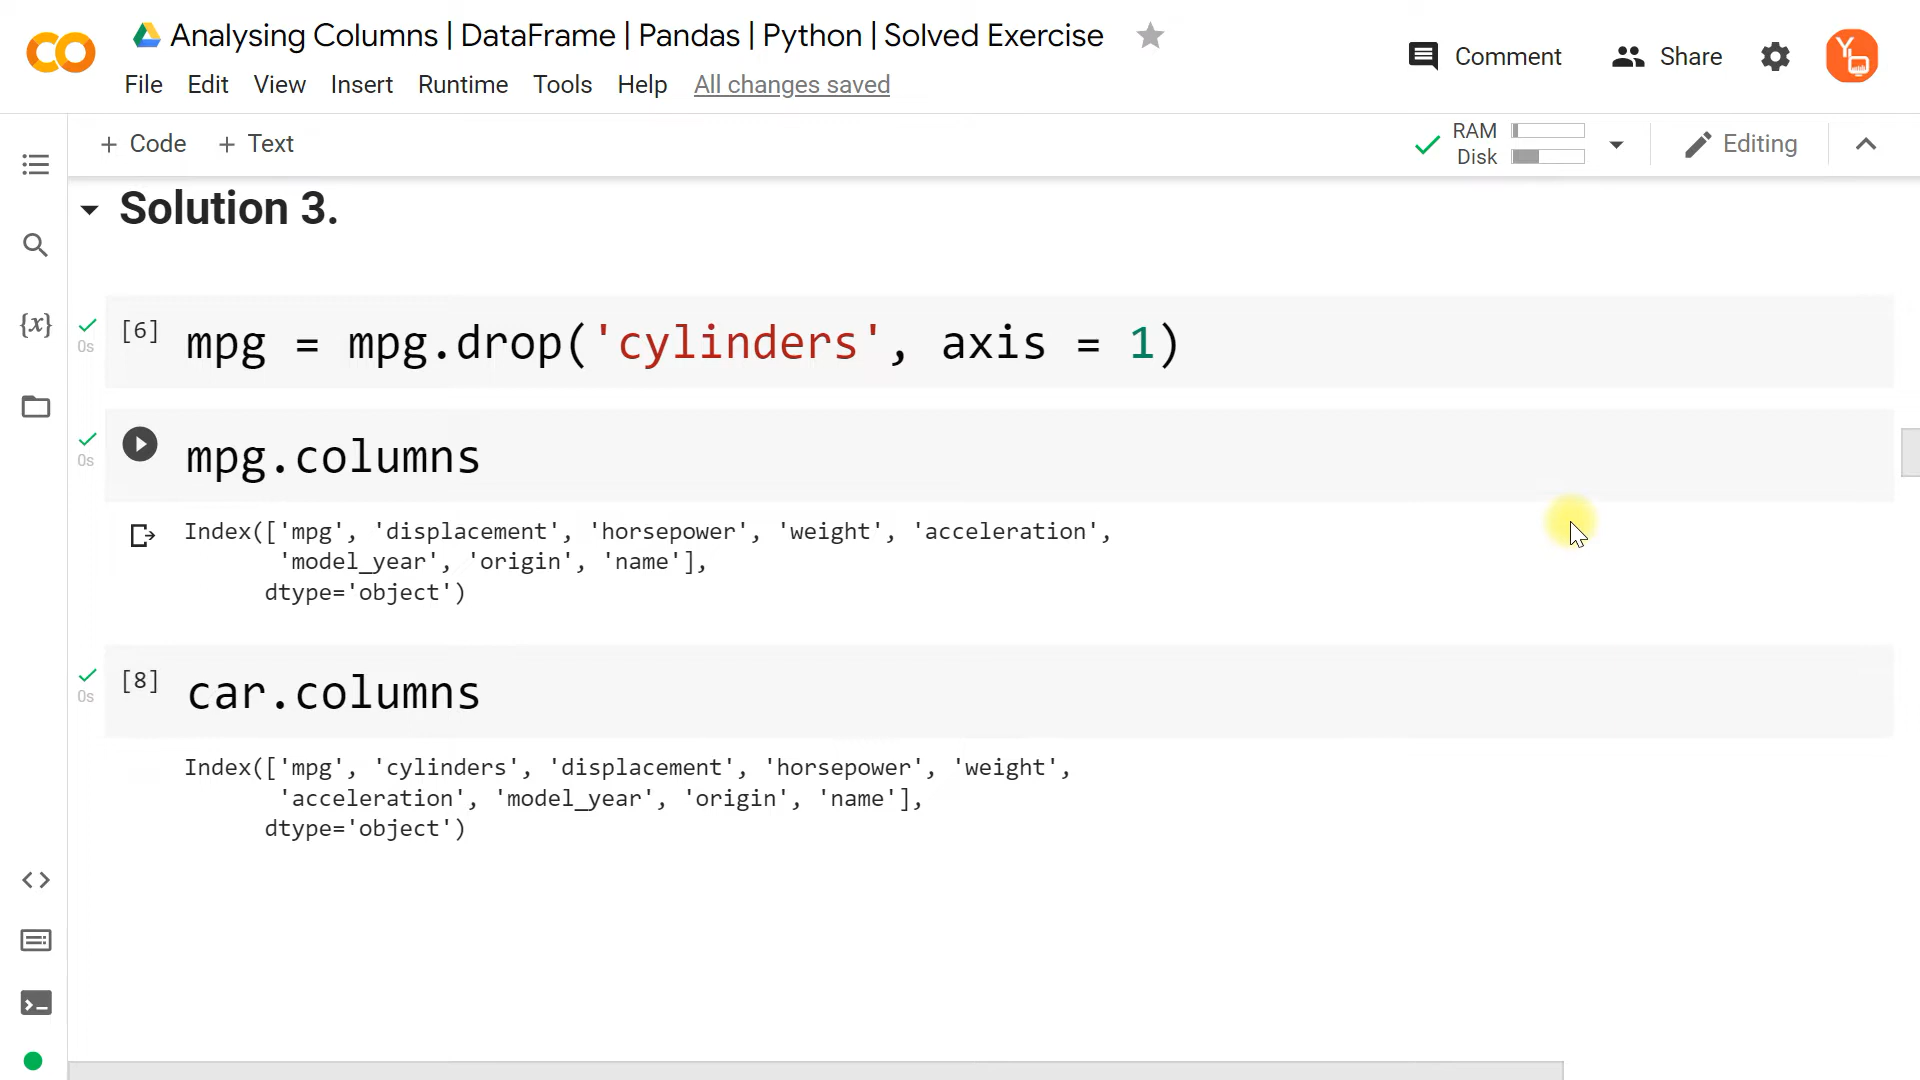 Analysing Columns | DataFrame | Pandas | Python | Solved Exercise
Comment
Share
File Edit View Insert Runtime Tools Help All changes saved
+ Code + Text
RAM
Disk
Editing
Solution 3.
{x}
0s
[6] mpg = mpg.drop('cylinders', axis = 1)
0s
mpg.columns
Index(['mpg', 'displacement', 'horsepower', 'weight', 'acceleration',
'model_year', 'origin', 'name'],
dtype='object')
0s
[8] car.columns
Index(['mpg', 'cylinders', 'displacement', 'horsepower', 'weight',
'acceleration', 'model_year', 'origin', 'name'],
dtype='object')